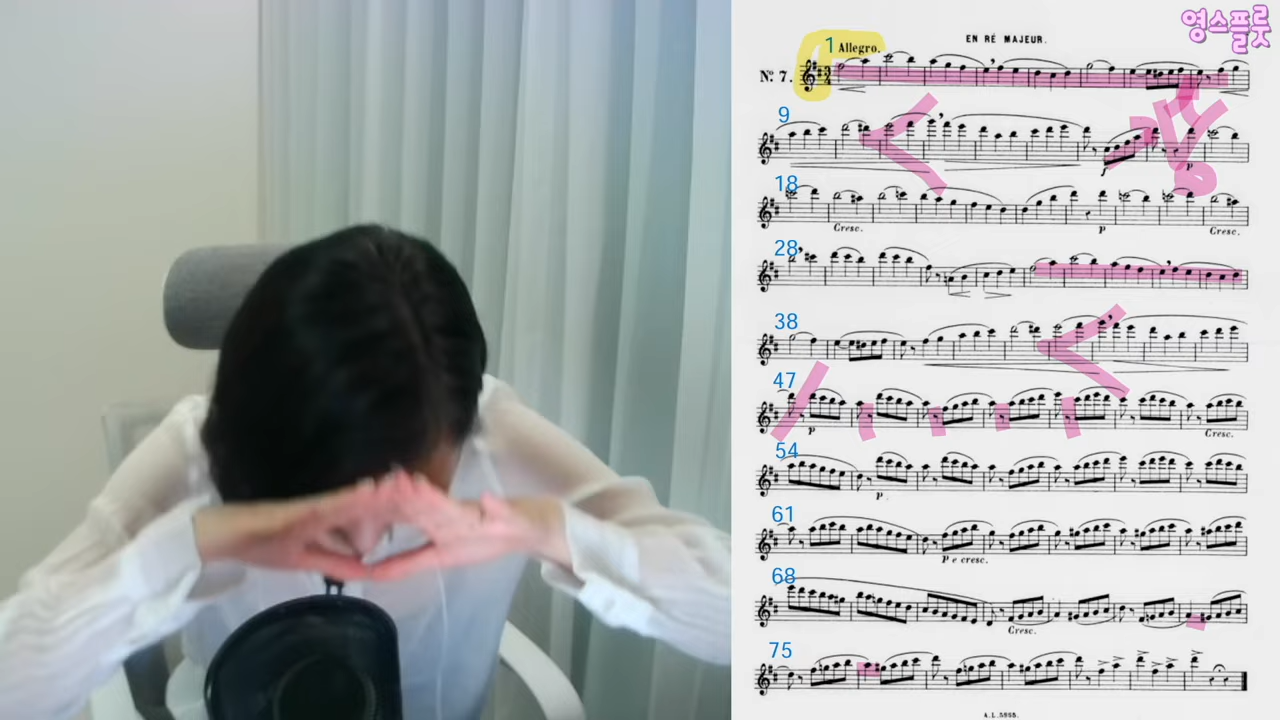 영스플룻
EN RÉ MAJEUR.
1 Allegro.
Nº 7.
9
f
p
18
Cresc.
p
Cresc.
28
38
47
p
Cresc.
54
p
61
p e cresc.
68
Cresc.
75
A.L.5955.